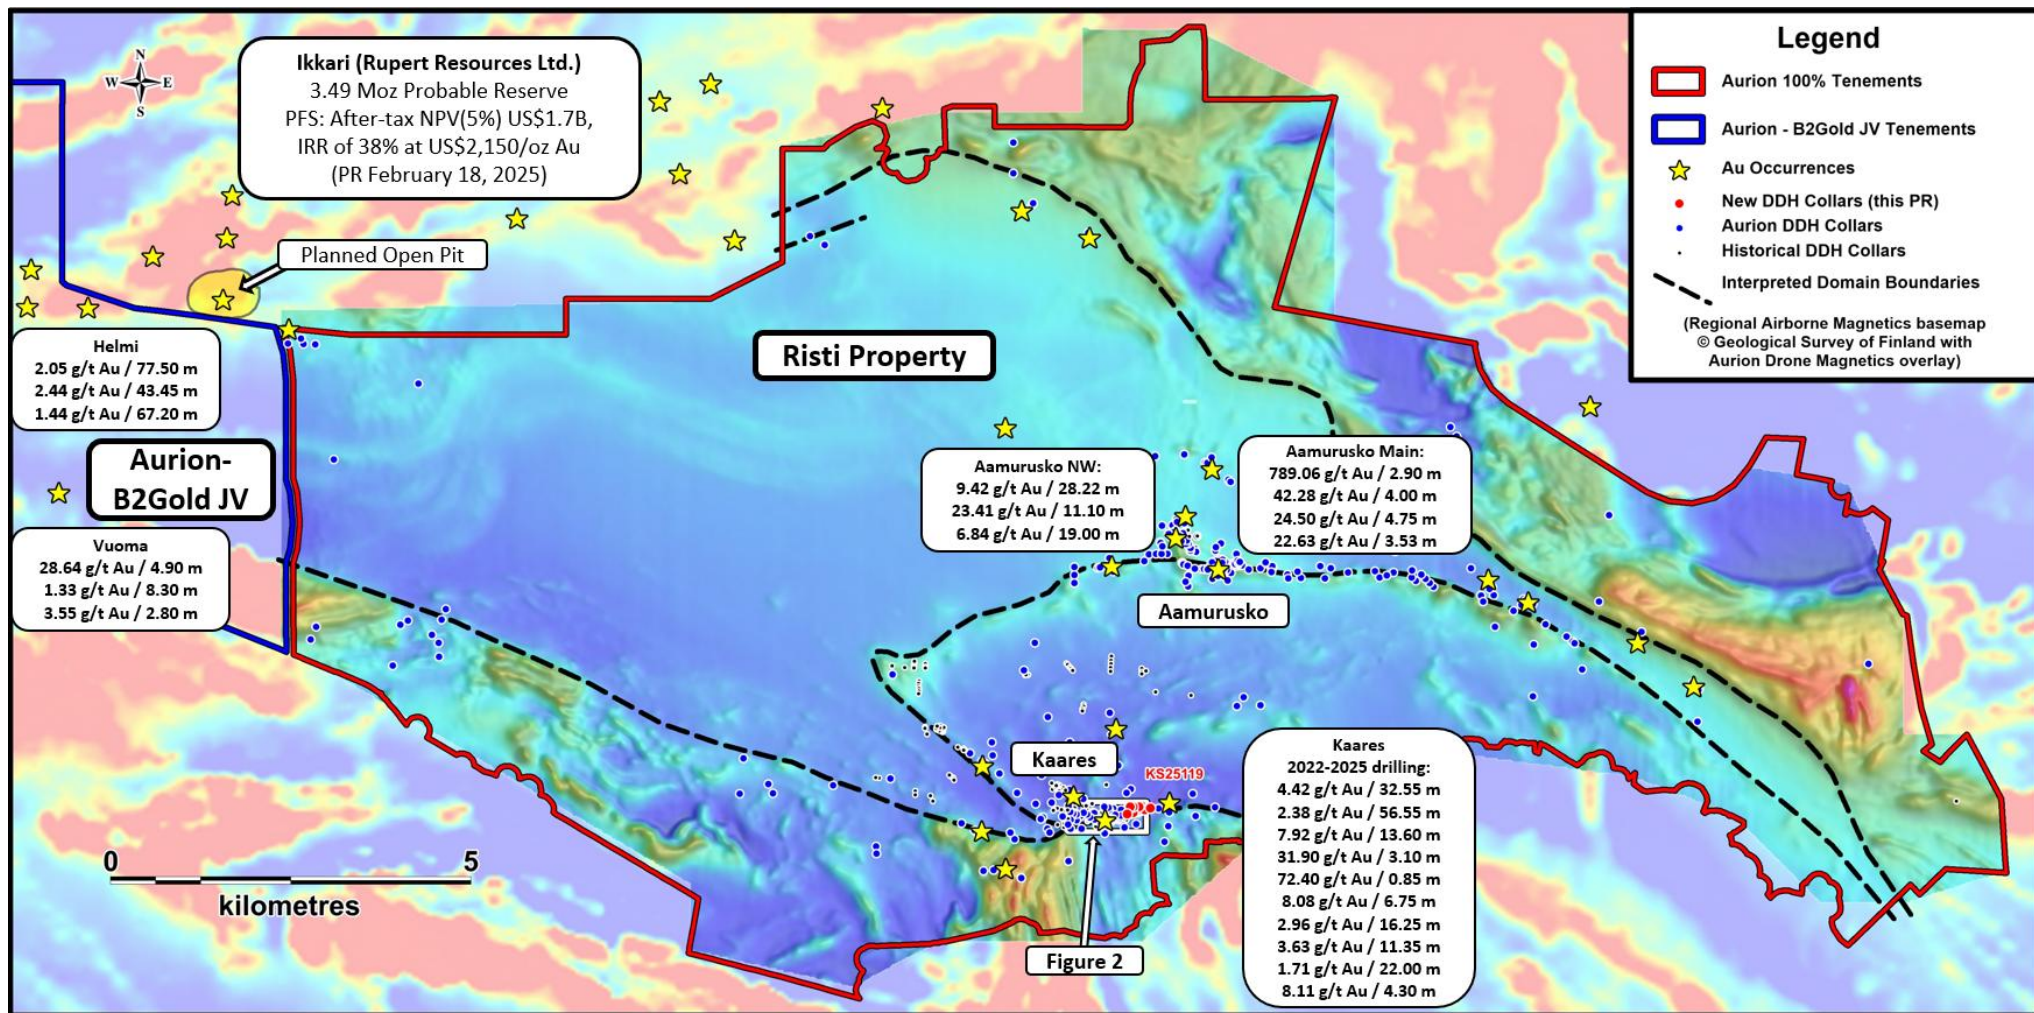 N
W E
S
Ikkari (Rupert Resources Ltd.)
3.49 Moz Probable Reserve
PFS: After-tax NPV(5%) US$1.7B,
IRR of 38% at US$2,150/oz Au
(PR February 18, 2025)
Planned Open Pit
Legend
Aurion 100% Tenements
Aurion - B2Gold JV Tenements
Au Occurrences
New DDH Collars (this PR)
Aurion DDH Collars
Historical DDH Collars
Interpreted Domain Boundaries
(Regional Airborne Magnetics basemap
© Geological Survey of Finland with
Aurion Drone Magnetics overlay)
Helmi
2.05 g/t Au / 77.50 m
2.44 g/t Au / 43.45 m
1.44 g/t Au / 67.20 m
Risti Property
Aurion-
B2Gold JV
Vuoma
28.64 g/t Au / 4.90 m
1.33 g/t Au / 8.30 m
3.55 g/t Au / 2.80 m
Aamurusko NW:
9.42 g/t Au / 28.22 m
23.41 g/t Au / 11.10 m
6.84 g/t Au / 19.00 m
Aamurusko Main:
789.06 g/t Au / 2.90 m
42.28 g/t Au / 4.00 m
24.50 g/t Au / 4.75 m
22.63 g/t Au / 3.53 m
Aamurusko
Kaares
KS25119
Kaares
2022-2025 drilling:
4.42 g/t Au / 32.55 m
2.38 g/t Au / 56.55 m
7.92 g/t Au / 13.60 m
31.90 g/t Au / 3.10 m
72.40 g/t Au / 0.85 m
8.08 g/t Au / 6.75 m
2.96 g/t Au / 16.25 m
3.63 g/t Au / 11.35 m
1.71 g/t Au / 22.00 m
8.11 g/t Au / 4.30 m
0 5
kilometres
Figure 2